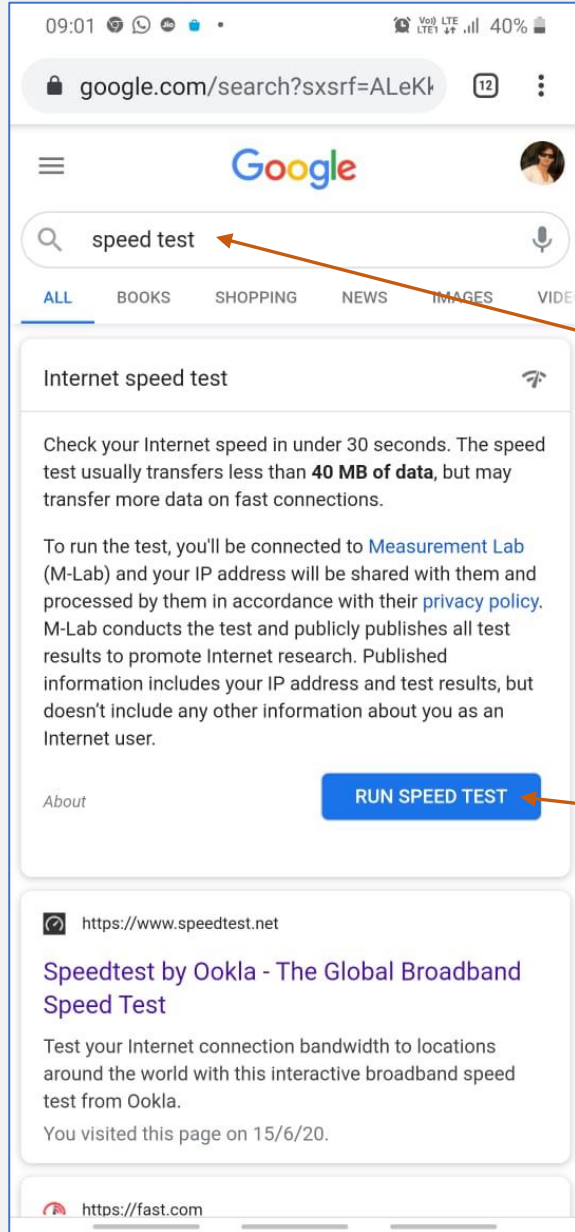 09:01 Jio Vo)) LTE LTE1 40%
google.com/search?sxsrf=ALeKk 12
Google
speed test
ALL BOOKS SHOPPING NEWS IMAGES VIDE
Internet speed test
Check your Internet speed in under 30 seconds. The speed
test usually transfers less than 40 MB of data, but may
transfer more data on fast connections.
To run the test, you'll be connected to Measurement Lab
(M-Lab) and your IP address will be shared with them and
processed by them in accordance with their privacy policy.
M-Lab conducts the test and publicly publishes all test
results to promote Internet research. Published
information includes your IP address and test results, but
doesn't include any other information about you as an
Internet user.
About RUN SPEED TEST
https://www.speedtest.net
Speedtest by Ookla - The Global Broadband
Speed Test
Test your Internet connection bandwidth to locations
around the world with this interactive broadband speed
test from Ookla.
You visited this page on 15/6/20.
https://fast.com